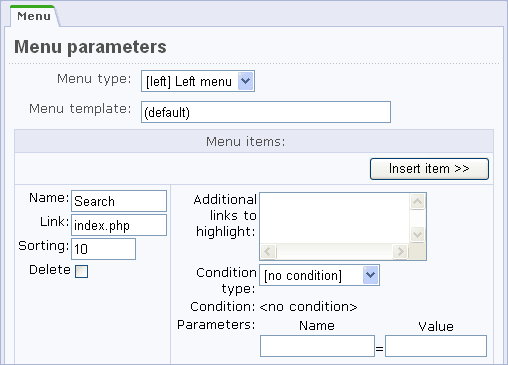 Menu
Menu parameters
Menu type: [left] Left menu
Menu template: (default)
Menu items:
Insert item >>
Name: Search
Link: index.php
Sorting: 10
Delete
Additional links to highlight:
Condition type: [no condition]
Condition: <no condition>
Parameters: Name Value
=